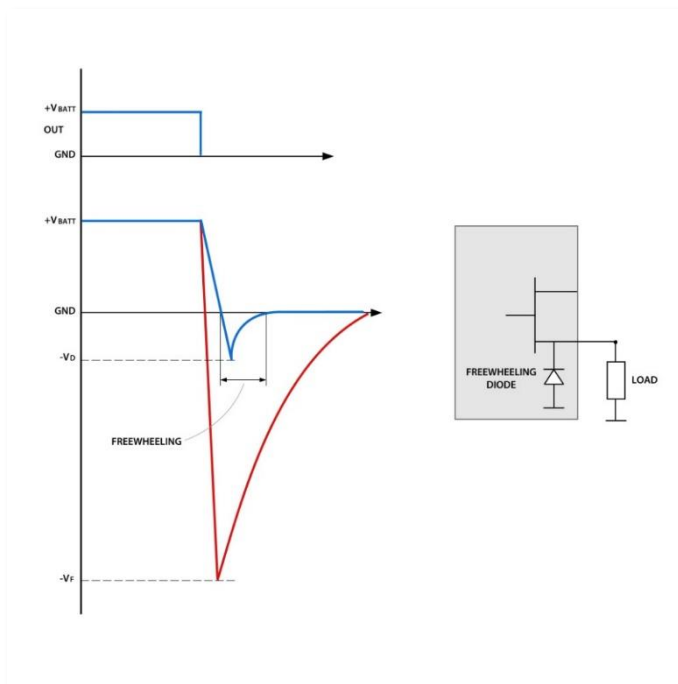 +VBATT
OUT
GND
+VBATT
GND
-VD
FREEWHEELING
-VF
FREEWHEELING
DIODE
LOAD